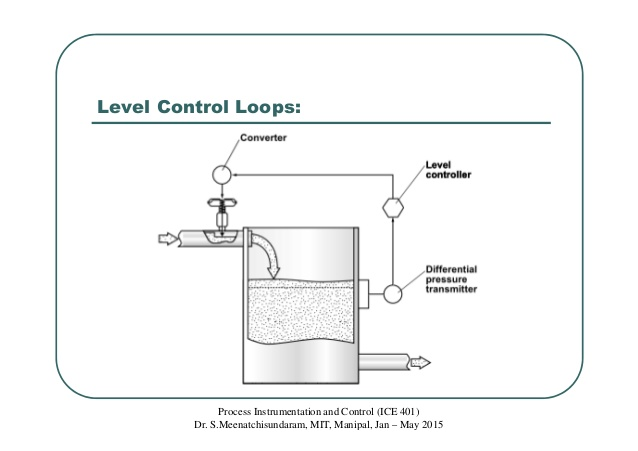 Level Control Loops:
Converter
Level
controller
Differential
pressure
transmitter
Process Instrumentation and Control (ICE 401)
Dr. S.Meenatchisundaram, MIT, Manipal, Jan – May 2015